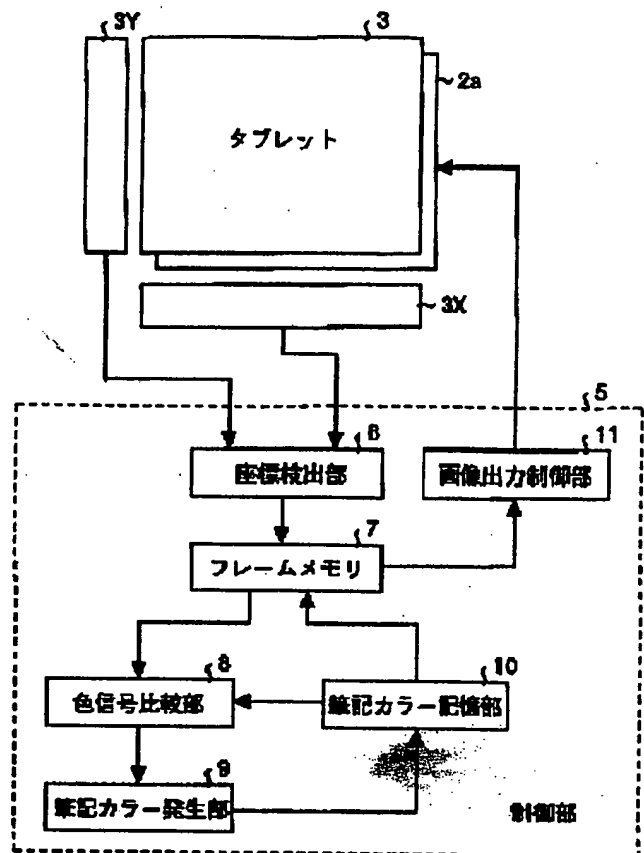 3Y
3
2a
タブレット
3X
5
6
11
座標検出部
画像出力制御部
7
フレームメモリ
8
10
色信号比較部
筆記カラー記憶部
9
筆記カラー発生部
制御部